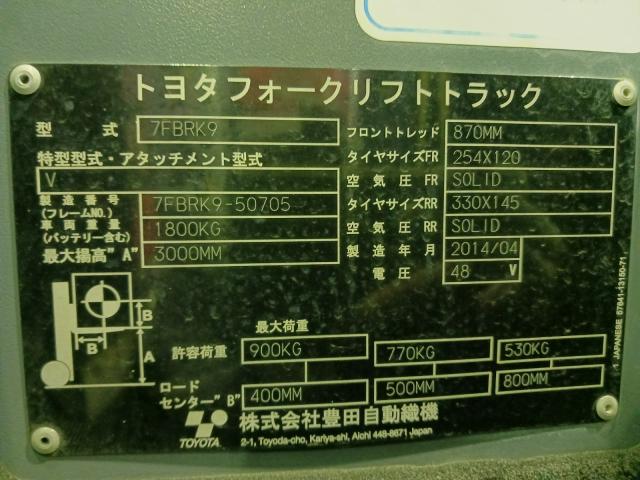 トヨタフォークリフトトラック
型式 7FBRK9
特型型式・アタッチメント型式
V
製造番号 (フレームNO.) 7FBRK9-50705
車両重量 (バッテリー含む) 1800KG
最大揚高"A" 3000MM
フロントトレッド 870MM
タイヤサイズFR 254X120
空気圧FR SOLID
タイヤサイズRR 330X145
空気圧RR SOLID
製造年月 2014/04
電圧 48 V
B
B
A
最大荷重
許容荷重 900KG 770KG 530KG
ロードセンター"B" 400MM 500MM 800MM
TOYOTA
株式会社豊田自動織機
2-1, Toyoda-cho, Kariya-shi, Aichi 448-8671 Japan
JAPANESE 57641-13150-71